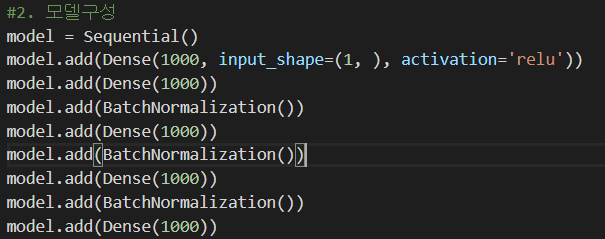 #2. 모델구성
model = Sequential()
model.add(Dense(1000, input_shape=(1, ), activation='relu'))
model.add(Dense(1000))
model.add(BatchNormalization())
model.add(Dense(1000))
model.add(BatchNormalization())
model.add(Dense(1000))
model.add(BatchNormalization())
model.add(Dense(1000))